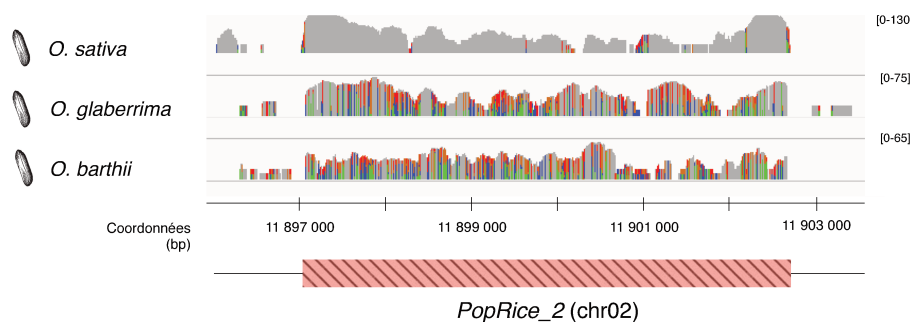 [0-130
O. sativa
[0-75]
O. glaberrima
[0-65]
O. barthii
Coordonnées
(bp)
11 897 000
11 899 000
11 901 000
11 903 000
PopRice_2 (chr02)